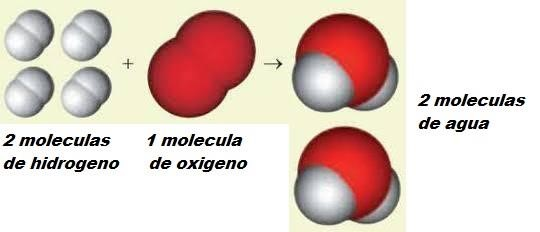 +
→
2 moleculas
de hidrogeno
1 molecula
de oxigeno
2 moleculas
de agua